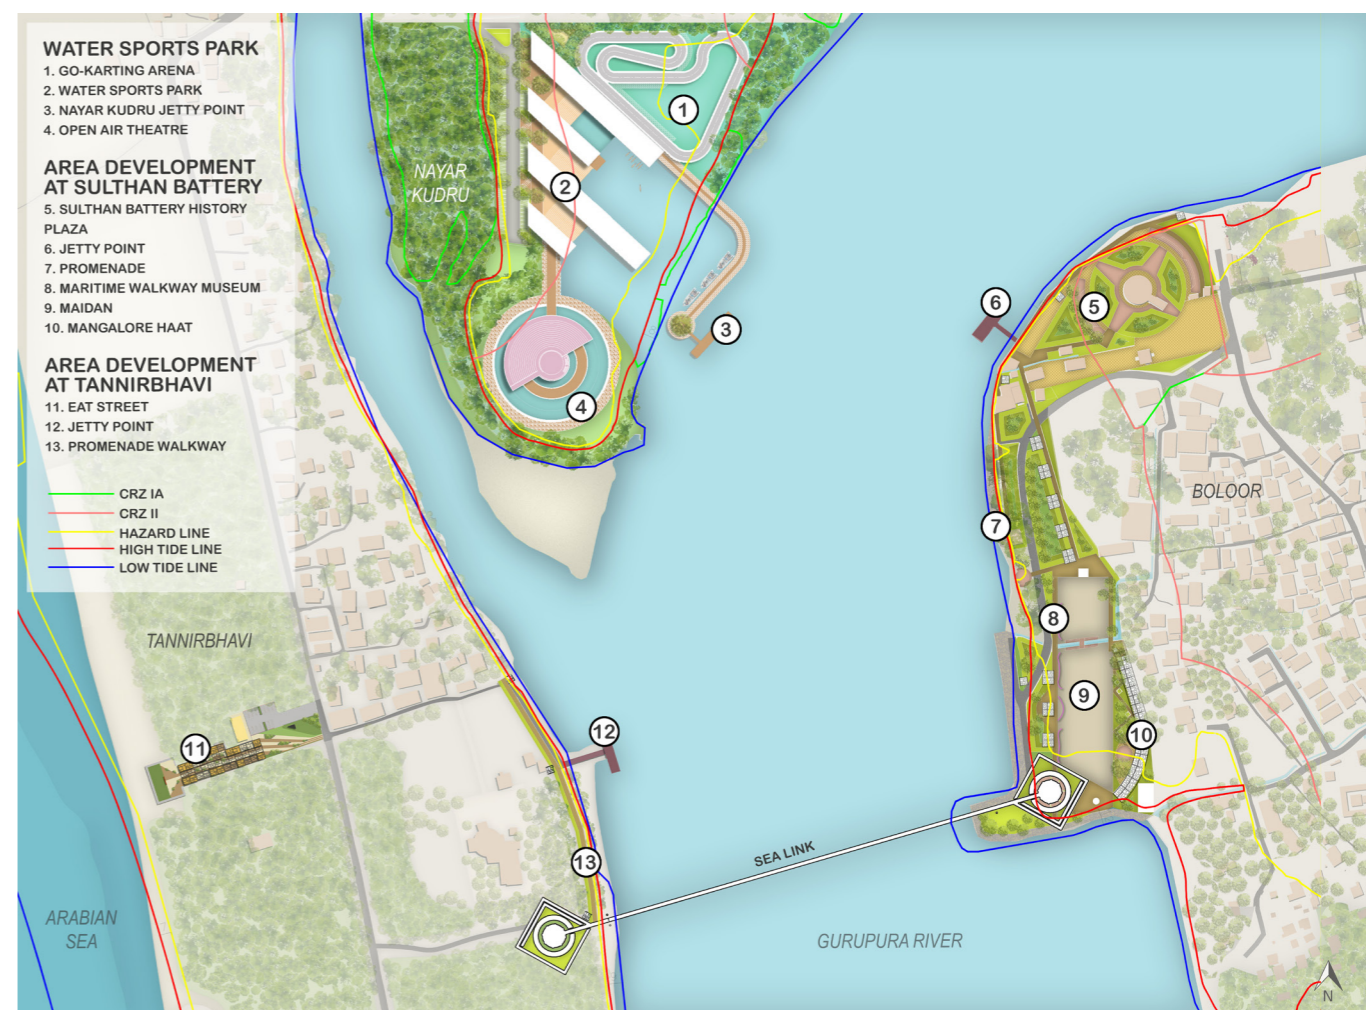 WATER SPORTS PARK
1. GO-KARTING ARENA
2. WATER SPORTS PARK
3. NAYAR KUDRU JETTY POINT
4. OPEN AIR THEATRE
AREA DEVELOPMENT
AT SULTHAN BATTERY
5. SULTHAN BATTERY HISTORY
PLAZA
6. JETTY POINT
7. PROMENADE
8. MARITIME WALKWAY MUSEUM
9. MAIDAN
10. MANGALORE HAAT
AREA DEVELOPMENT
AT TANNIRBHAVI
11. EAT STREET
12. JETTY POINT
13. PROMENADE WALKWAY
CRZ IA
CRZ II
HAZARD LINE
HIGH TIDE LINE
LOW TIDE LINE
1
NAYAR
KUDRU
2
3
4
5
6
BOLOOR
7
8
TANNIRBHAVI
9
10
11
12
13
SEA LINK
ARABIAN
SEA
GURUPURA RIVER
N